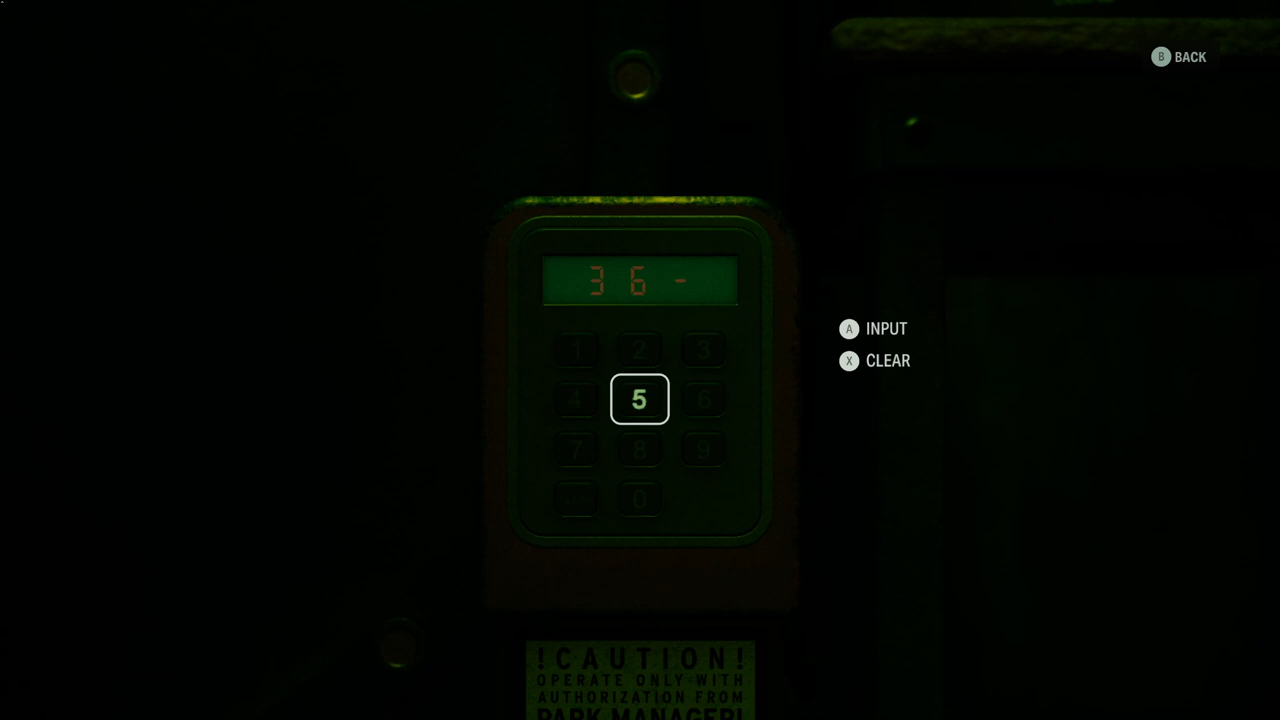 B BACK
3 6 -
A INPUT
X CLEAR
1 2 3
4 5 6
7 8 9
0
!CAUTION!
OPERATE ONLY WITH
AUTHORIZATION FROM
PARK MANAGER!